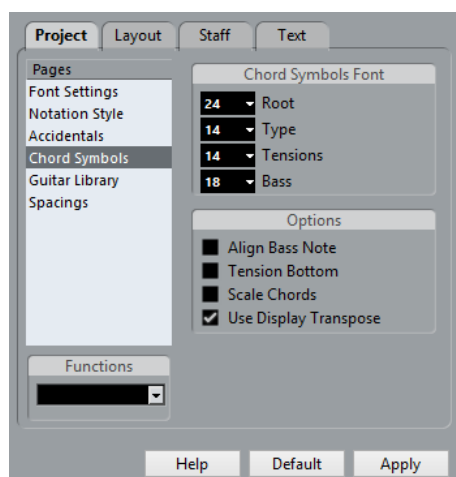 Project Layout Staff Text
Pages
Font Settings
Notation Style
Accidentals
Chord Symbols
Guitar Library
Spacings
Functions
Chord Symbols Font
24 Root
14 Type
14 Tensions
18 Bass
Options
Align Bass Note
Tension Bottom
Scale Chords
Use Display Transpose
Help Default Apply